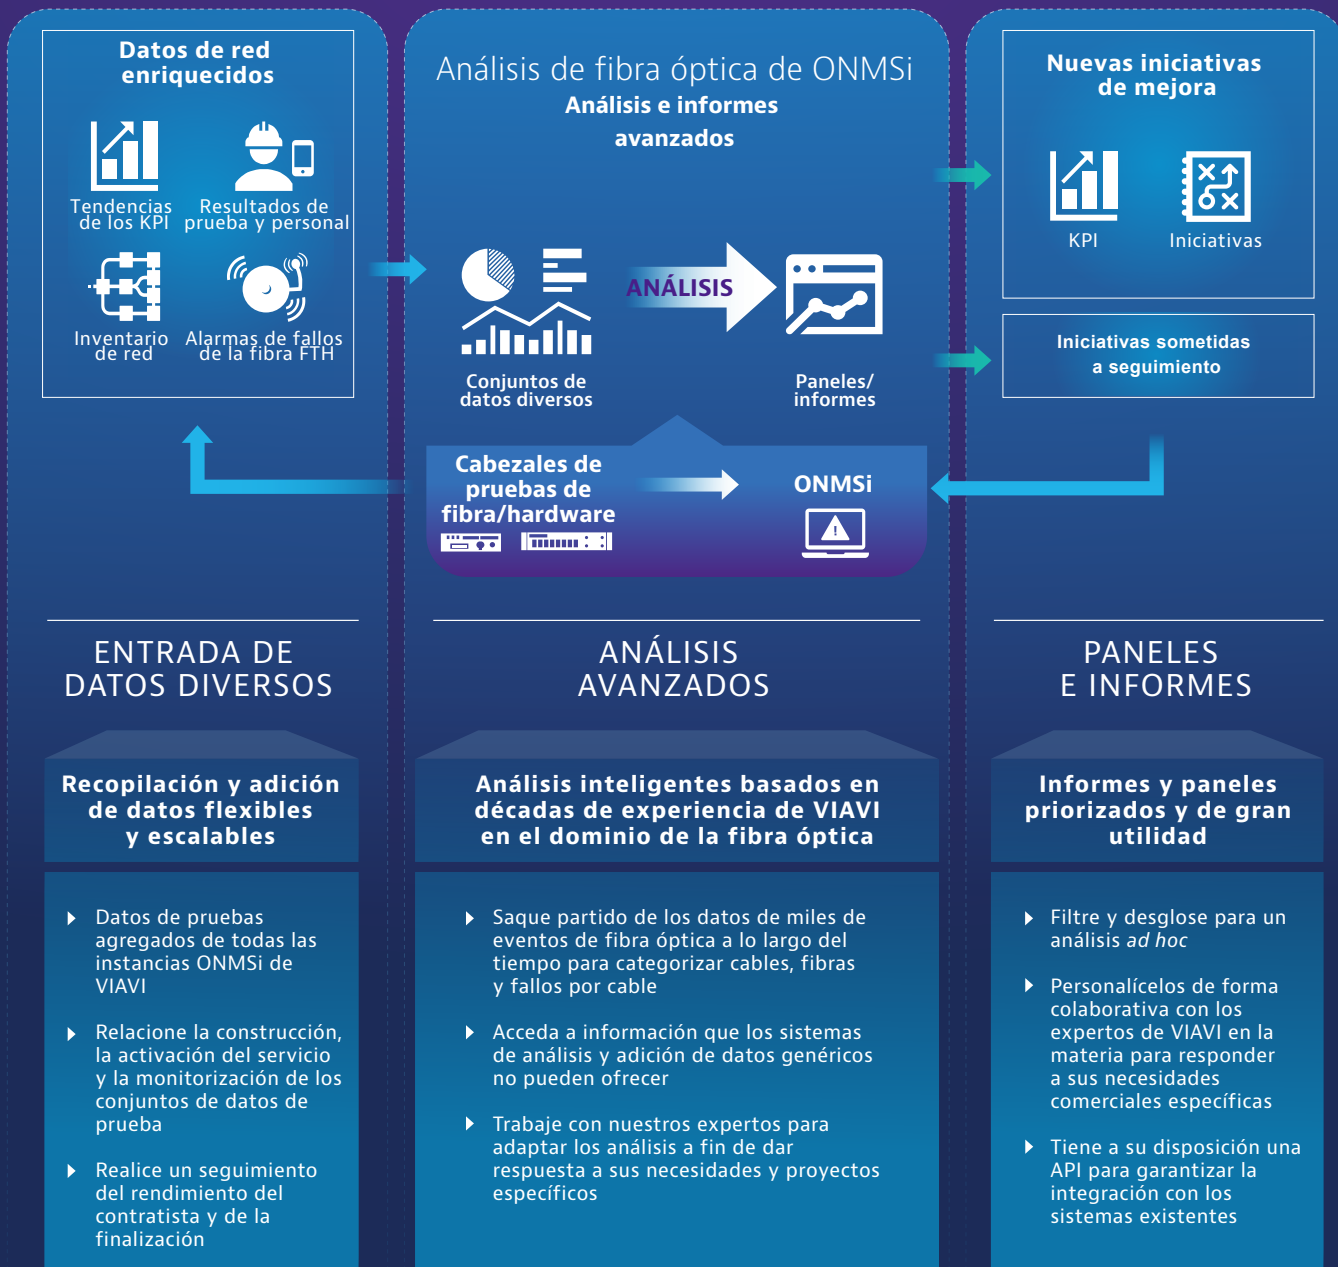 Datos de red
enriquecidos
Tendencias
de los KPI
Resultados de
prueba y personal
Inventario
de red
Alarmas de fallos
de la fibra FTH
Análisis de fibra óptica de ONMSi
Análisis e informes
avanzados
ANÁLISIS
Conjuntos de
datos diversos
Paneles/
informes
Cabezales de
pruebas de
fibra/hardware
ONMSi
Nuevas iniciativas
de mejora
KPI
Iniciativas
Iniciativas sometidas
a seguimiento
ENTRADA DE
DATOS DIVERSOS
Recopilación y adición
de datos flexibles
y escalables
Datos de pruebas
agregados de todas las
instancias ONMSi de
VIAVI
Relacione la construcción,
la activación del servicio
y la monitorización de los
conjuntos de datos de
prueba
Realice un seguimiento
del rendimiento del
contratista y de la
finalización
ANÁLISIS
AVANZADOS
Análisis inteligentes basados en
décadas de experiencia de VIAVI
en el dominio de la fibra óptica
Saque partido de los datos de miles de
eventos de fibra óptica a lo largo del
tiempo para categorizar cables, fibras
y fallos por cable
Acceda a información que los sistemas
de análisis y adición de datos genéricos
no pueden ofrecer
Trabaje con nuestros expertos para
adaptar los análisis a fin de dar
respuesta a sus necesidades y proyectos
específicos
PANELES
E INFORMES
Informes y paneles
priorizados y de gran
utilidad
Filtre y desglose para un
análisis ad hoc
Personalícelos de forma
colaborativa con los
expertos de VIAVI en la
materia para responder
a sus necesidades
comerciales específicas
Tiene a su disposición una
API para garantizar la
integración con los
sistemas existentes